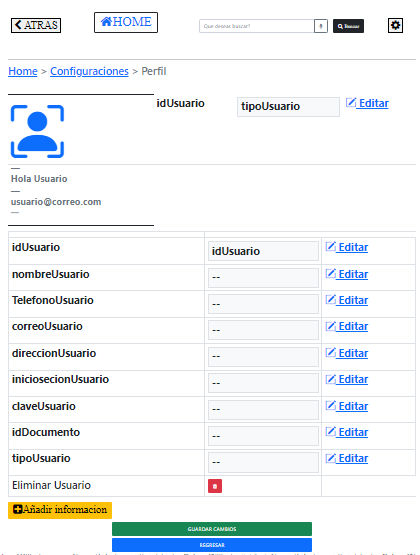 ATRAS
HOME
Que deseas buscar?
Buscar
Home > Configuraciones > Perfil
idUsuario
tipoUsuario
Editar
Hola Usuario
usuario@correo.com
idUsuario
idUsuario
Editar
nombreUsuario
--
Editar
TelefonoUsuario
--
Editar
correoUsuario
--
Editar
direccionUsuario
--
Editar
iniciosecionUsuario
--
Editar
claveUsuario
--
Editar
idDocumento
--
Editar
tipoUsuario
--
Editar
Eliminar Usuario
Añadir informacion
GUARDAR CAMBIOS
REGRESAR